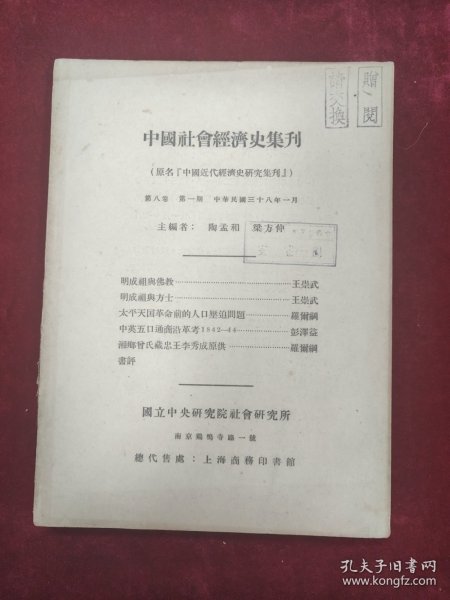 贈閱
請交換
中國社會經濟史集刊
（原名『中國近代經濟史研究集刊』）
第八卷 第一期 中華民國三十八年一月
主編者：陶孟和 梁方仲
明成祖與佛教……王崇武
明成祖與方士……王崇武
太平天国革命前的人口壓迫問題……羅爾綱
中英五口通商沿革考1842-44……彭澤益
湘鄉曾氏藏忠王李秀成原供……羅爾綱
書評
國立中央研究院社會研究所
南京鷄鳴寺路一號
總代售處：上海商務印書館
孔夫子旧书网
www.kongfz.com